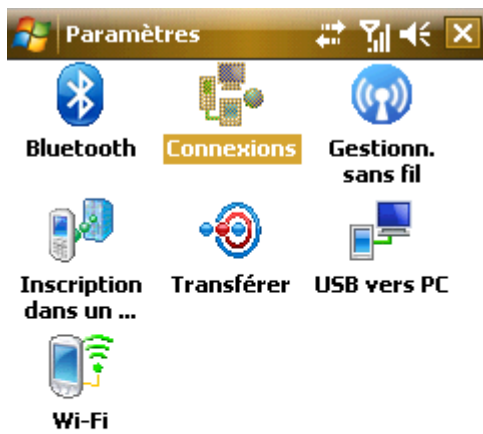 Paramètres
Bluetooth
Connexions
Gestionn.
sans fil
Inscription
dans un ...
Transférer
USB vers PC
Wi-Fi